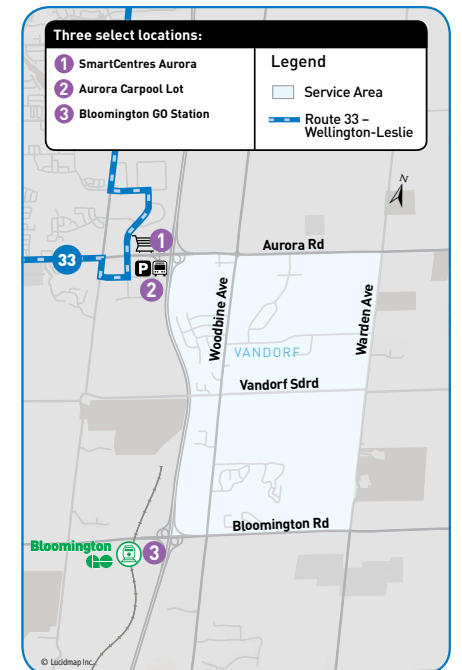 Three select locations:
1 SmartCentres Aurora
2 Aurora Carpool Lot
3 Bloomington GO Station
Legend
Service Area
Route 33 –
Wellington-Leslie
N
1
Aurora Rd
33
P
2
Woodbine Ave
Warden Ave
VANDORF
Vandorf Sdrd
Bloomington Rd
Bloomington
GO
3
© Lucidmap Inc.